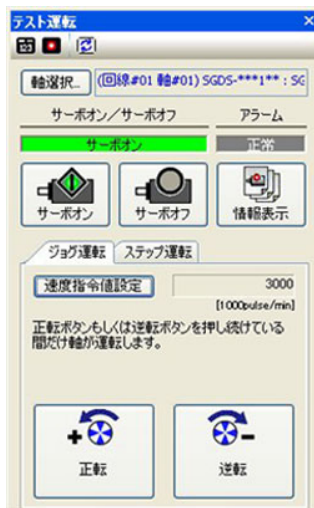 テスト運転
軸選択... (回線#01 軸#01) SGDS-***1** : SG
サーボオン/サーボオフ アラーム
サーボオン 正常
サーボオン サーボオフ 情報表示
ジョグ運転 ステップ運転
速度指令値設定 3000
[1000pulse/min]
正転ボタンもしくは逆転ボタンを押し続けている
間だけ軸が運転します。
正転 逆転